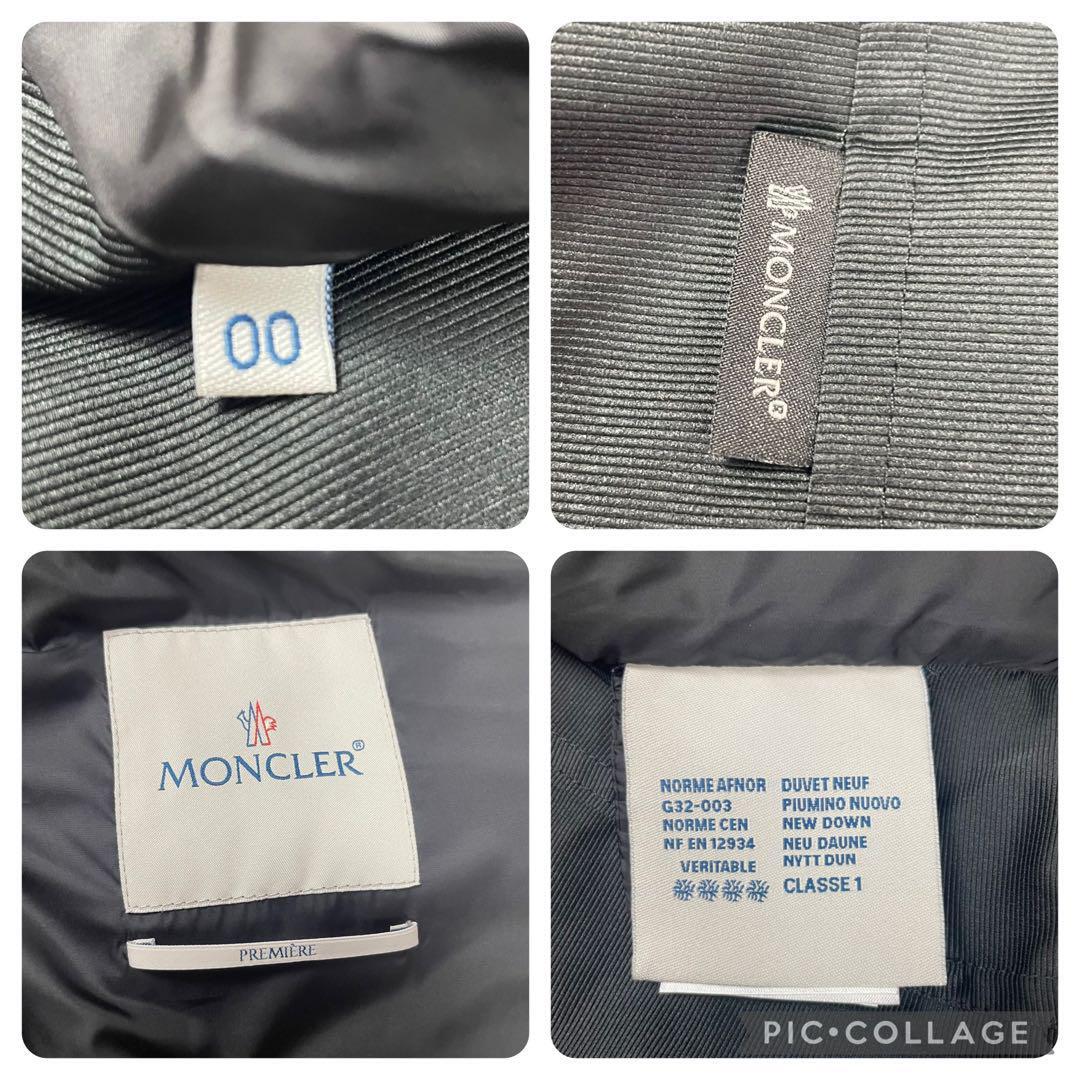 00
MONCLER®
MONCLER®
PREMIÈRE
NORME AFNOR
G32-003
NORME CEN
NF EN 12934
VERITABLE
DUVET NEUF
PIUMINO NUOVO
NEW DOWN
NEU DAUNE
NYTT DUN
CLASSE 1
PIC•COLLAGE